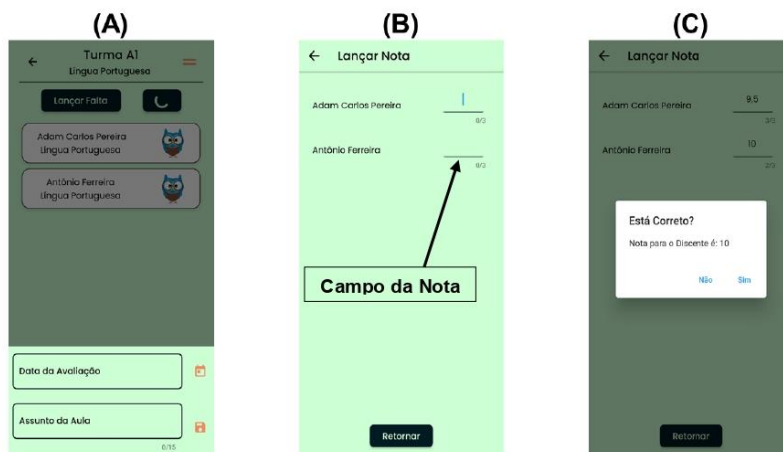 (A)
Turma A1
Língua Portuguesa
Lançar Falta
Adam Carlos Pereira
Língua Portuguesa
Antônio Ferreira
Língua Portuguesa
Data da Avaliação
Assunto da Aula
0/15
(B)
Lançar Nota
Adam Carlos Pereira
0/3
Antônio Ferreira
0/3
Campo da Nota
Retornar
(C)
Lançar Nota
Adam Carlos Pereira
9,5
3/3
Antônio Ferreira
10
2/3
Está Correto?
Nota para o Discente é: 10
Não
Sim
Retornar